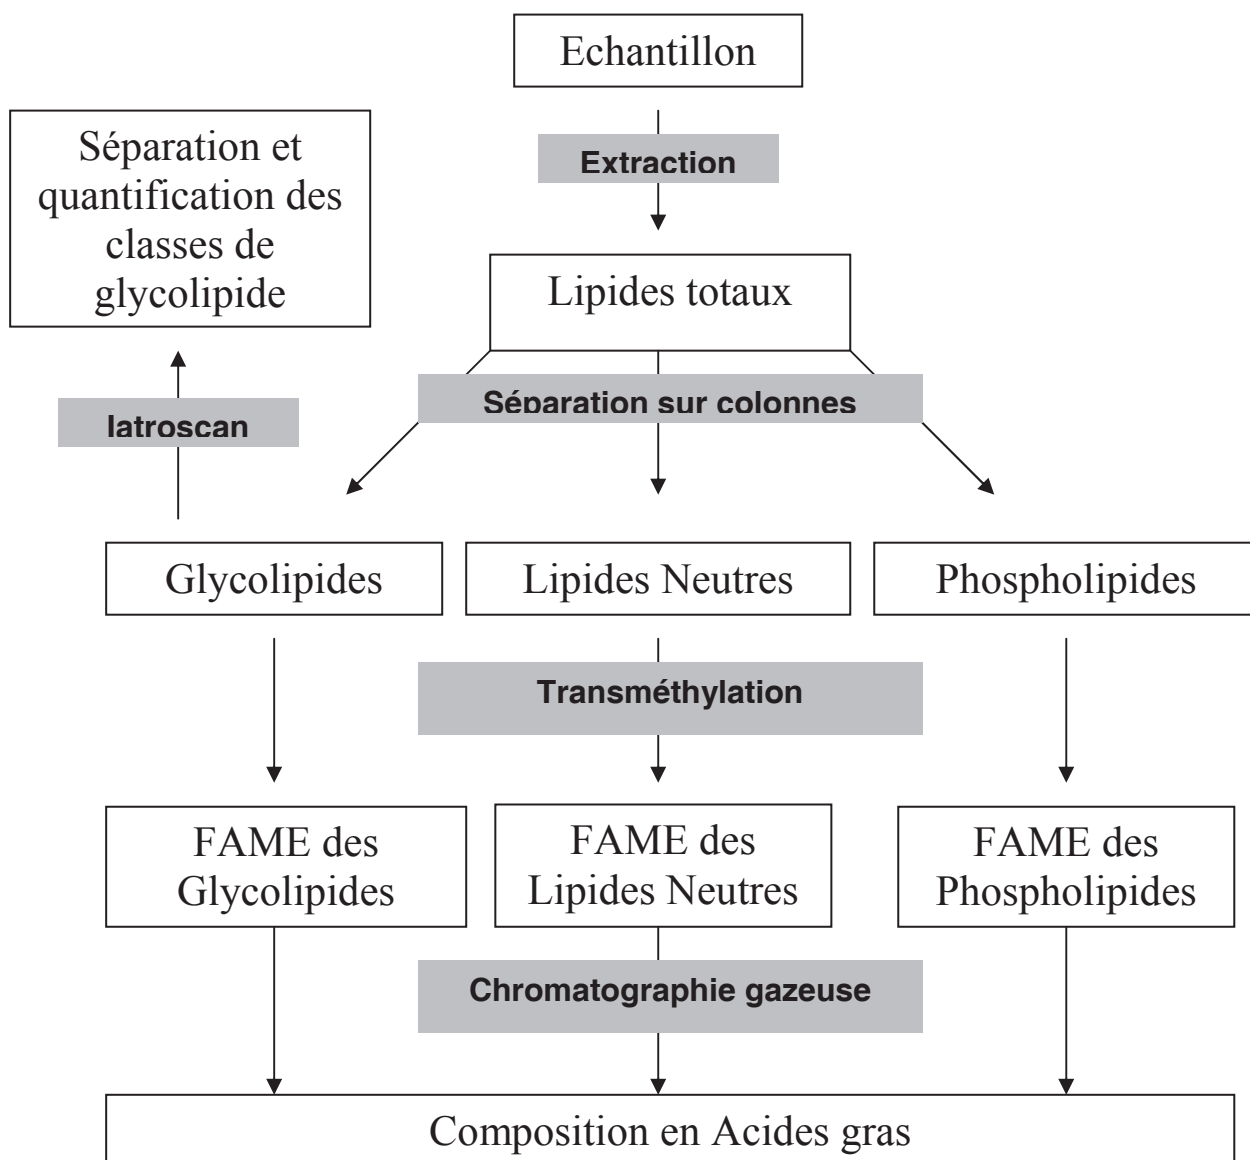 Echantillon
Séparation et
quantification des
classes de
glycolipide
Extraction
Lipides totaux
Iatroscan
Séparation sur colonnes
Glycolipides
Lipides Neutres
Phospholipides
Transméthylation
FAME des
Glycolipides
FAME des
Lipides Neutres
FAME des
Phospholipides
Chromatographie gazeuse
Composition en Acides gras